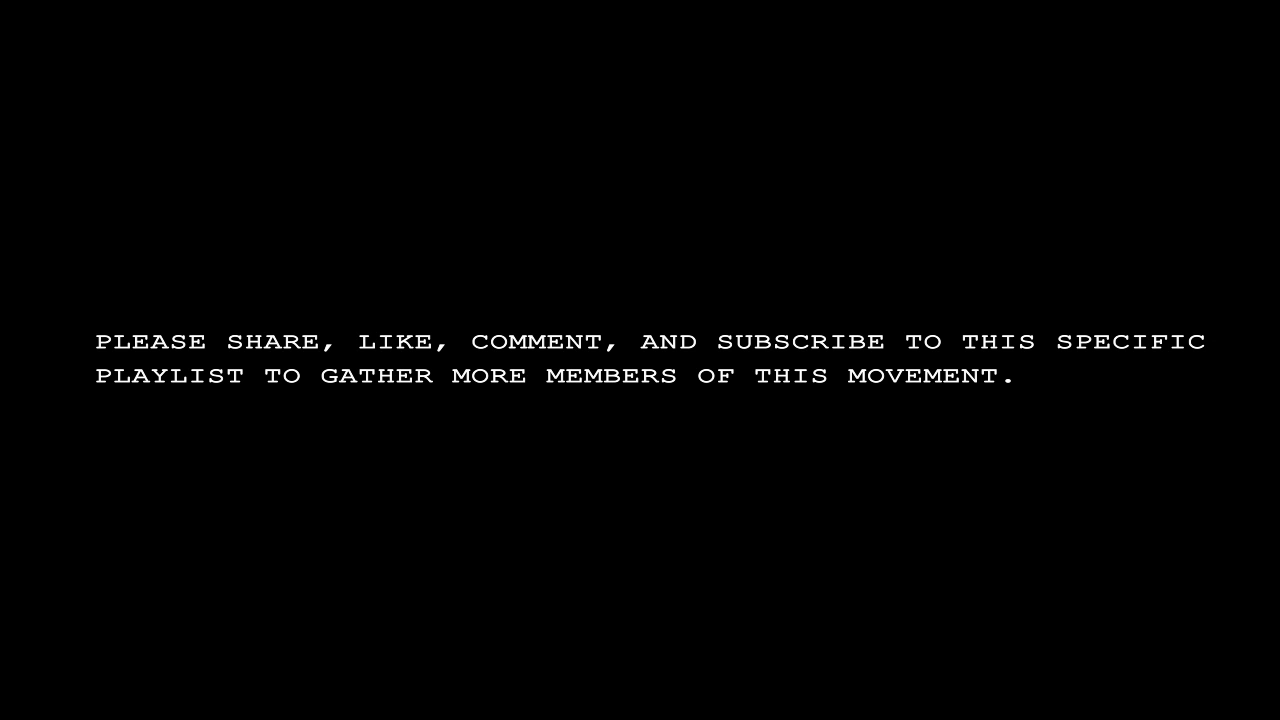 PLEASE SHARE, LIKE, COMMENT, AND SUBSCRIBE TO THIS SPECIFIC
PLAYLIST TO GATHER MORE MEMBERS OF THIS MOVEMENT.